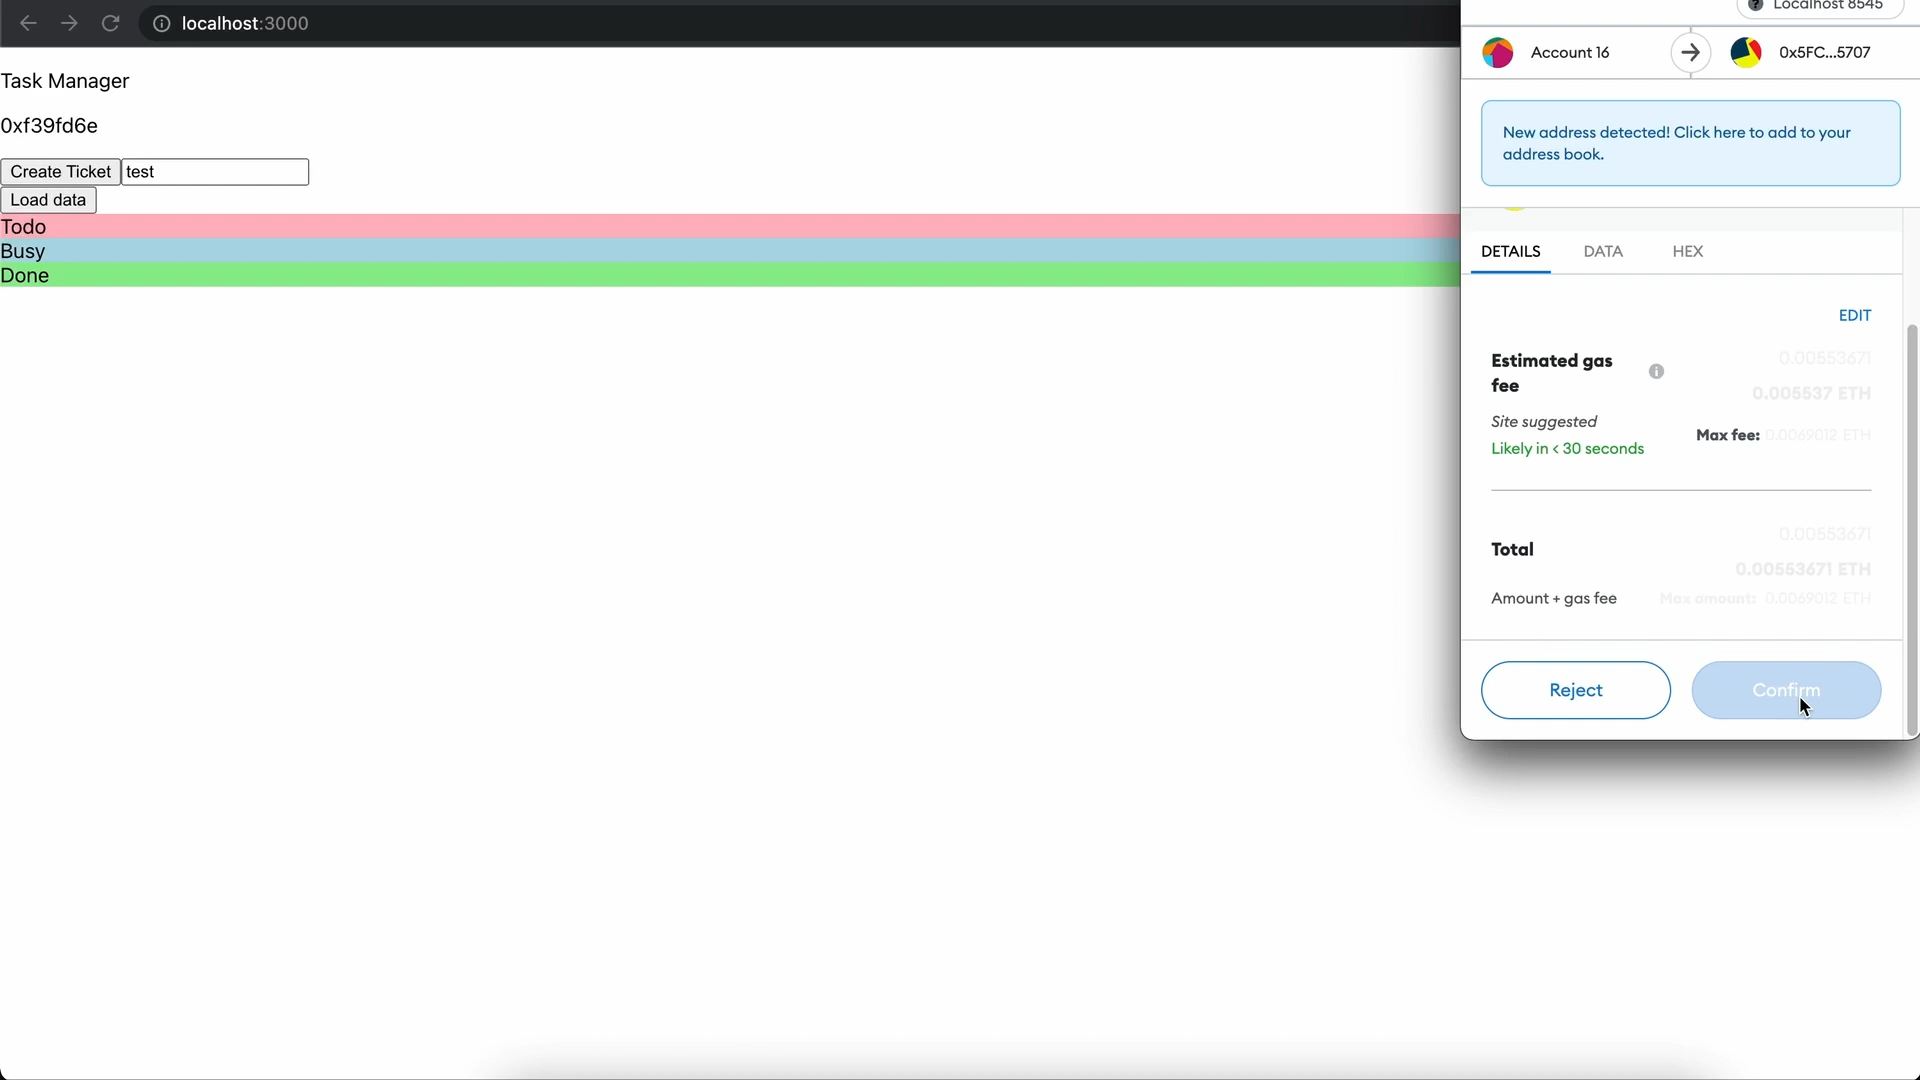 localhost:3000
Task Manager
0xf39fd6e
Create Ticket test
Load data
Todo
Busy
Done
Localhost 8545
Account 16
0x5FC...5707
New address detected! Click here to add to your
address book.
DETAILS DATA HEX
EDIT
Estimated gas
fee
0.00553671
0.005537 ETH
Site suggested
Max fee: 0.0069012 ETH
Likely in < 30 seconds
0.00553671
Total
0.00553671 ETH
Amount + gas fee
Max amount: 0.0069012 ETH
Reject Confirm